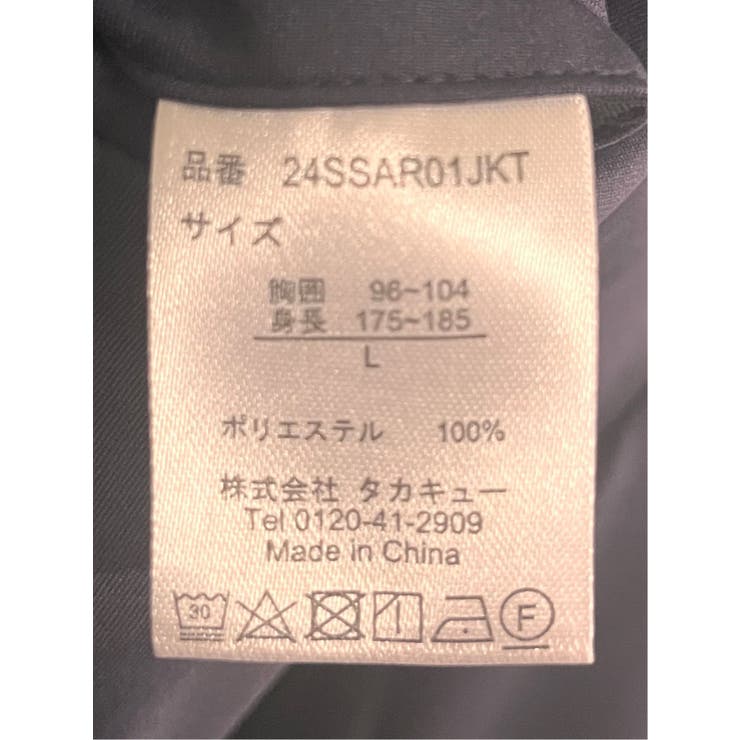 品番 24SSAR01JKT
サイズ
胸囲 96~104
身長 175~185
L
ポリエステル 100%
株式会社 タカキュー
Tel 0120-41-2909
Made in China
30 F